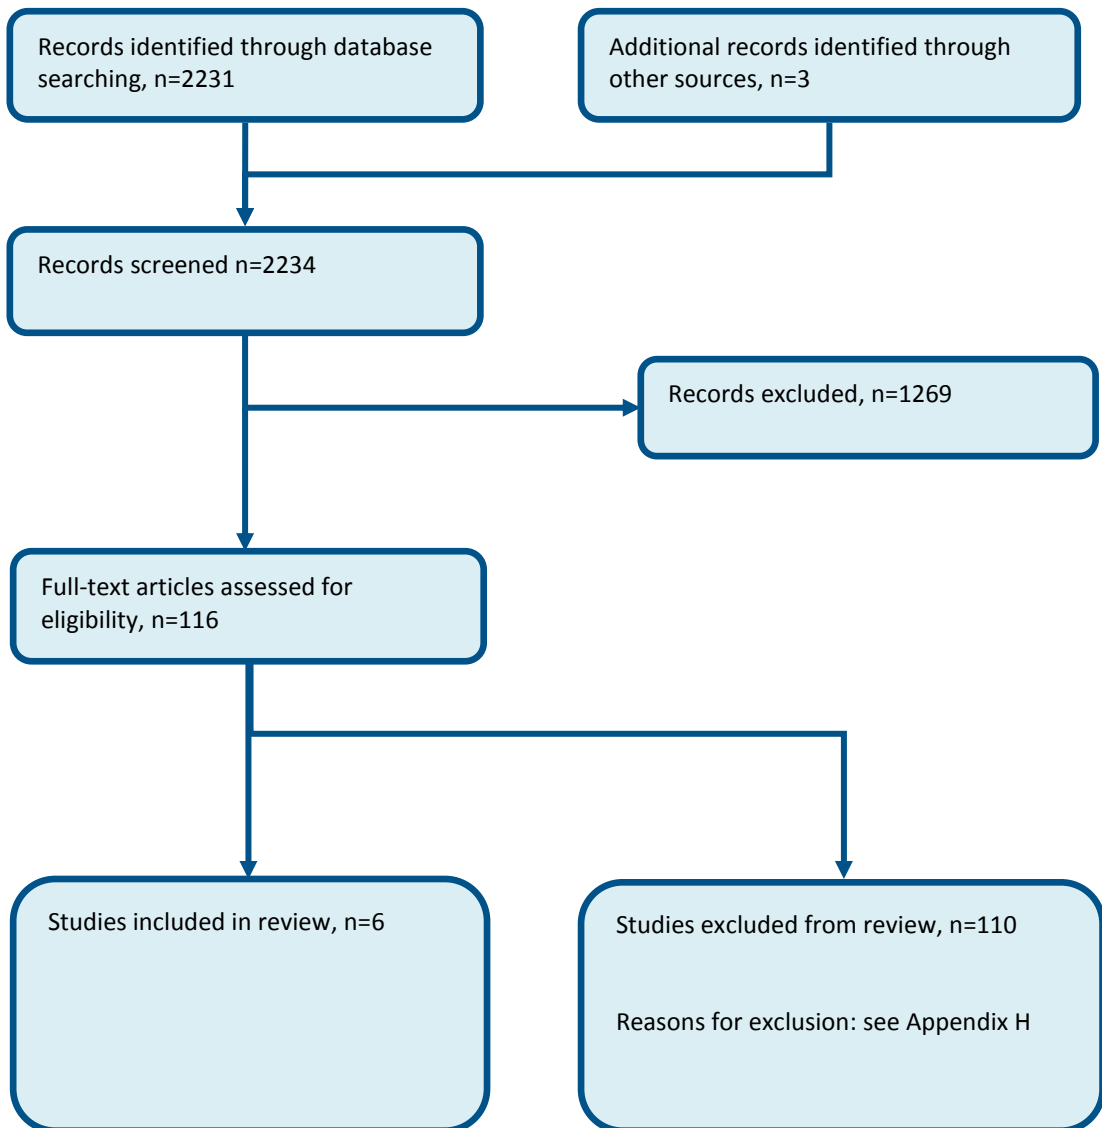 Records identified through database
searching, n=2231
Additional records identified through
other sources, n=3
Records screened n=2234
Records excluded, n=1269
Full-text articles assessed for
eligibility, n=116
Studies included in review, n=6
Studies excluded from review, n=110
Reasons for exclusion: see Appendix H